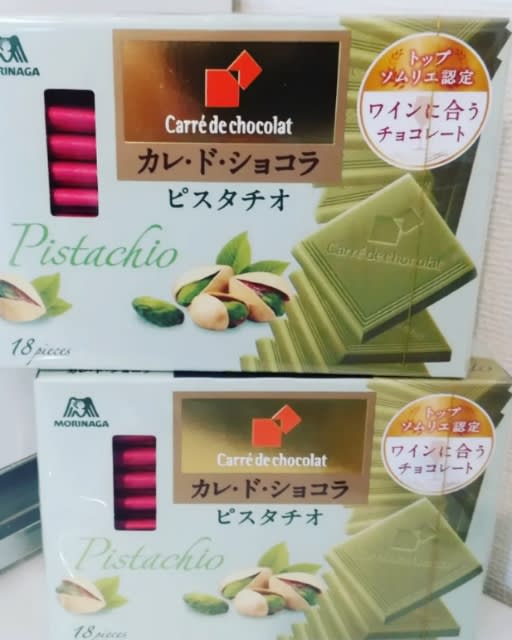 MORINAGA
Carré de chocolat
カレ・ド・ショコラ
ピスタチオ
トップ
ソムリエ認定
ワインに合う
チョコレート
Pistachio
Carré de chocolat
18 pieces
MORINAGA
Carré de chocolat
カレ・ド・ショコラ
ピスタチオ
トップ
ソムリエ認定
ワインに合う
チョコレート
Pistachio
18 pieces